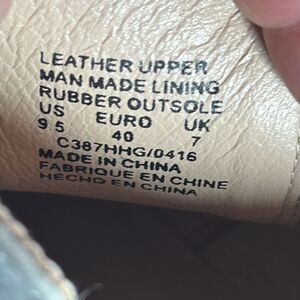 LEATHER UPPER
MAN MADE LINING
RUBBER OUTSOLE
US EURO UK
9.5 40 7
C387HHG/0416
MADE IN CHINA
FABRIQUE EN CHINE
HECHO EN CHINA